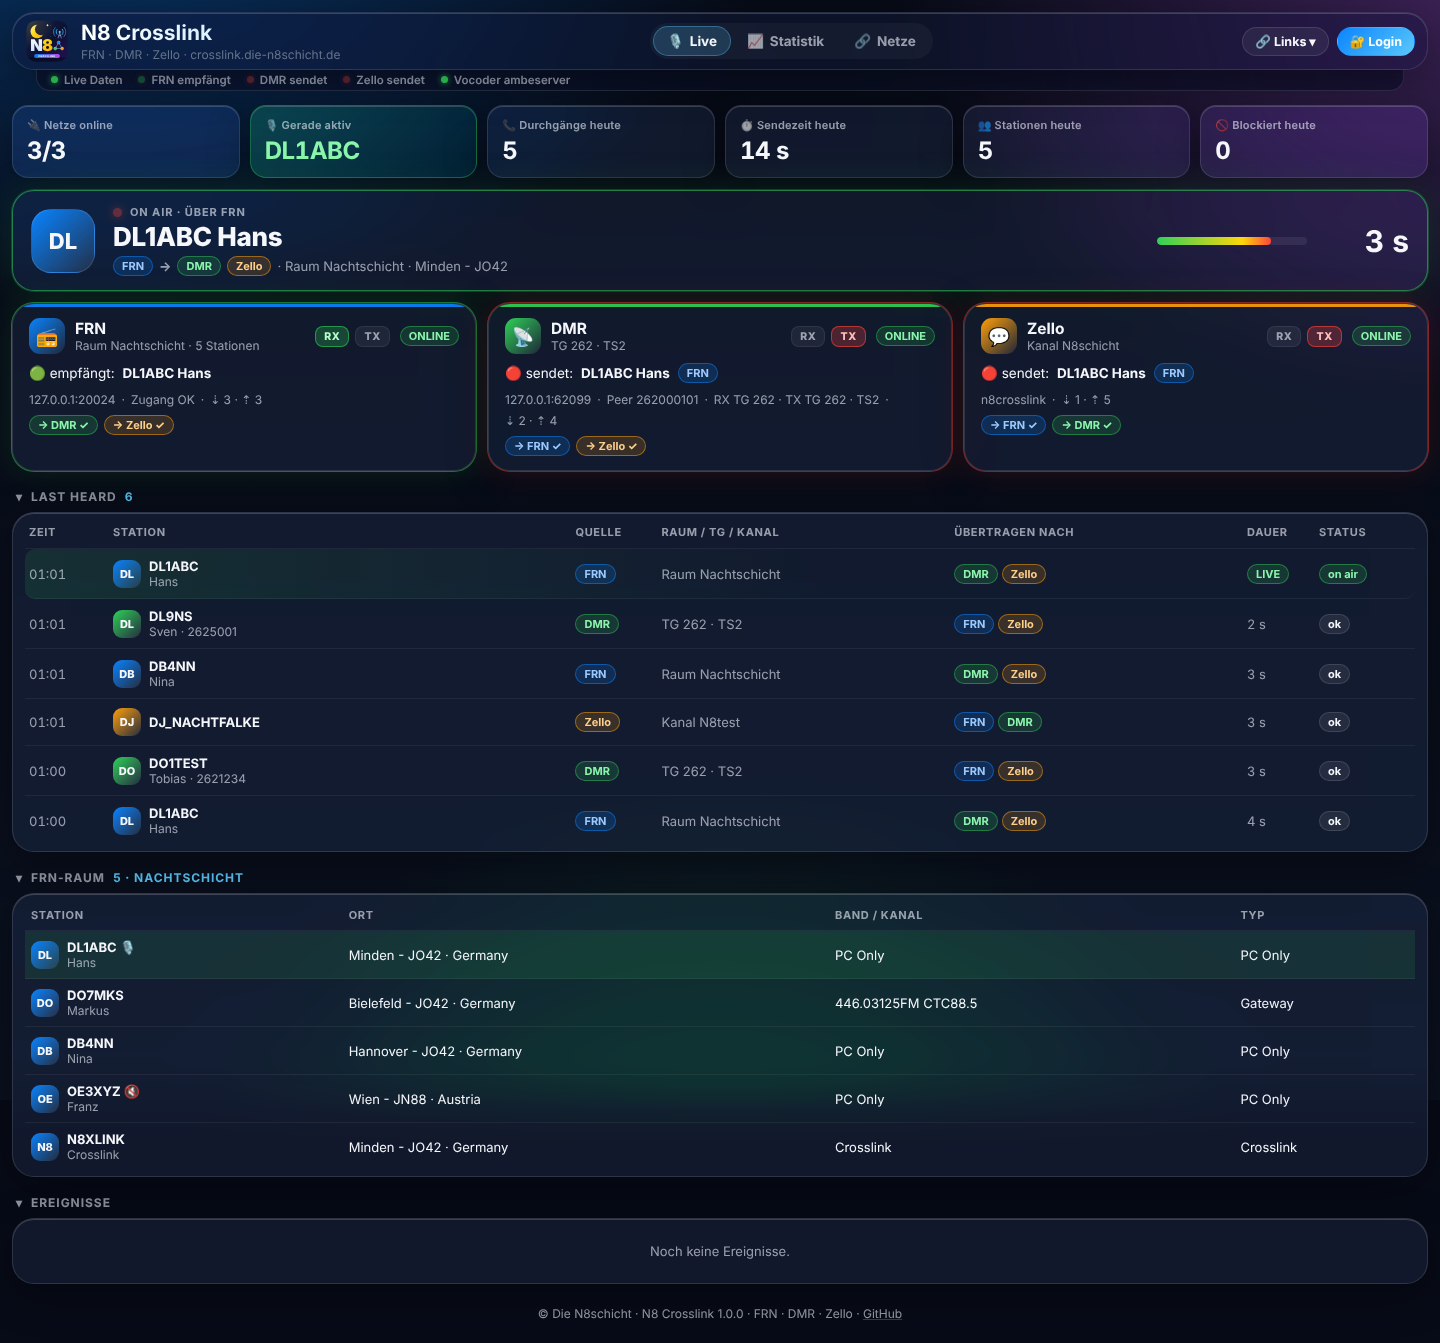 N8 Crosslink
FRN · DMR · Zello · crosslink.die-n8schicht.de
Live Statistik Netze
Links ▾ Login
Live Daten FRN empfängt DMR sendet Zello sendet Vocoder ambeserver
Netze online
3/3
Gerade aktiv
DL1ABC
Durchgänge heute
5
Sendezeit heute
14 s
Stationen heute
5
Blockiert heute
0
DL
ON AIR · ÜBER FRN
DL1ABC Hans
FRN → DMR Zello · Raum Nachtschicht · Minden - JO42
3 s
FRN
Raum Nachtschicht · 5 Stationen
RX TX ONLINE
empfängt: DL1ABC Hans
127.0.0.1:20024 · Zugang OK · ↓ 3 · ↑ 3
→ DMR ✓ → Zello ✓
DMR
TG 262 · TS2
RX TX ONLINE
sendet: DL1ABC Hans FRN
127.0.0.1:62099 · Peer 262000101 · RX TG 262 · TX TG 262 · TS2 ·
↓ 2 · ↑ 4
→ FRN ✓ → Zello ✓
Zello
Kanal N8schicht
RX TX ONLINE
sendet: DL1ABC Hans FRN
n8crosslink · ↓ 1 · ↑ 5
→ FRN ✓ → DMR ✓
▾ LAST HEARD 6
ZEIT STATION QUELLE RAUM / TG / KANAL ÜBERTRAGEN NACH DAUER STATUS
01:01 DL DL1ABC FRN Raum Nachtschicht DMR Zello LIVE on air
Hans
01:01 DL DL9NS DMR TG 262 · TS2 FRN Zello 2 s ok
Sven · 2625001
01:01 DB DB4NN FRN Raum Nachtschicht DMR Zello 3 s ok
Nina
01:01 DJ DJ_NACHTFALKE Zello Kanal N8test FRN DMR 3 s ok
01:00 DO DO1TEST DMR TG 262 · TS2 FRN Zello 3 s ok
Tobias · 2621234
01:00 DL DL1ABC FRN Raum Nachtschicht DMR Zello 4 s ok
Hans
▾ FRN-RAUM 5 · NACHTSCHICHT
STATION ORT BAND / KANAL TYP
DL DL1ABC Minden - JO42 · Germany PC Only PC Only
Hans
DO DO7MKS Bielefeld - JO42 · Germany 446.03125FM CTC88.5 Gateway
Markus
DB DB4NN Hannover - JO42 · Germany PC Only PC Only
Nina
OE OE3XYZ Wien - JN88 · Austria PC Only PC Only
Franz
N8 N8XLINK Minden - JO42 · Germany Crosslink Crosslink
Crosslink
▾ EREIGNISSE
Noch keine Ereignisse.
© Die N8schicht · N8 Crosslink 1.0.0 · FRN · DMR · Zello · GitHub